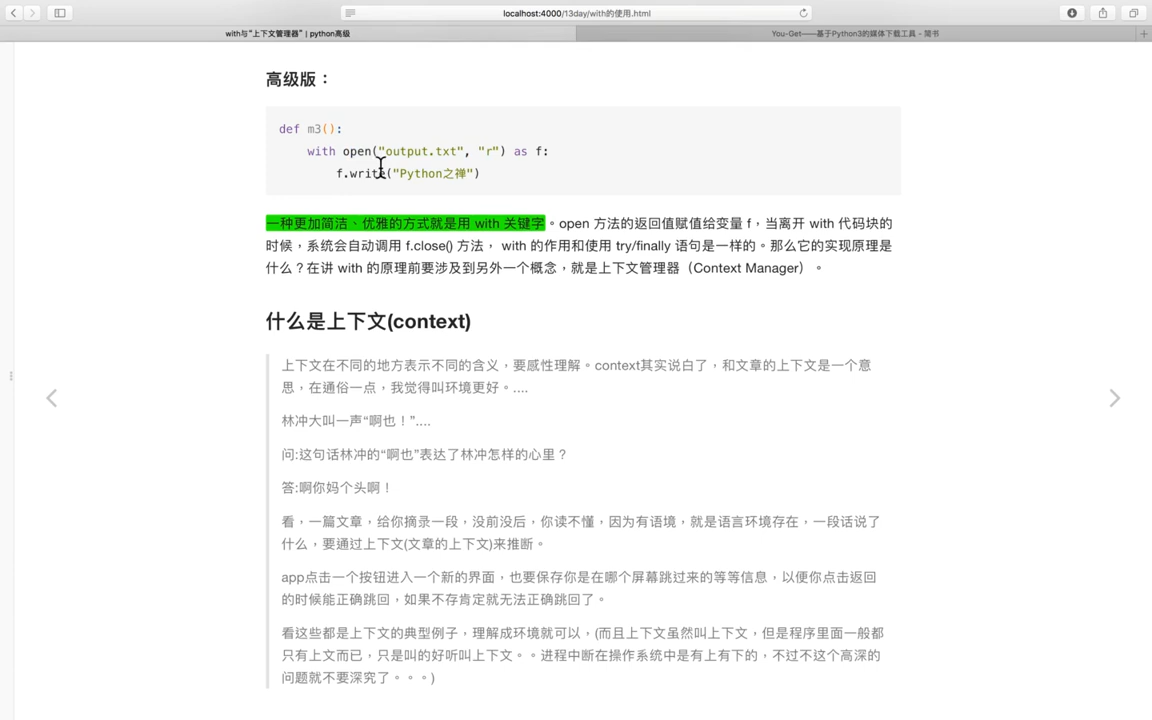 localhost:4000/13day/with的使用.html
with与“上下文管理器” | python高级
You-Get——基于Python3的媒体下载工具 - 简书
高级版：
def m3():
with open("output.txt", "r") as f:
f.write("Python之禅")
一种更加简洁、优雅的方式就是用 with 关键字。open 方法的返回值赋值给变量 f，当离开 with 代码块的
时候，系统会自动调用 f.close() 方法， with 的作用和使用 try/finally 语句是一样的。那么它的实现原理是
什么？在讲 with 的原理前要涉及到另外一个概念，就是上下文管理器（Context Manager）。
什么是上下文(context)
上下文在不同的地方表示不同的含义，要感性理解。context其实说白了，和文章的上下文是一个意
思，在通俗一点，我觉得叫环境更好。....
林冲大叫一声“啊也！”....
问:这句话林冲的“啊也”表达了林冲怎样的心里？
答:啊你妈个头啊！
看，一篇文章，给你摘录一段，没前没后，你读不懂，因为有语境，就是语言环境存在，一段话说了
什么，要通过上下文(文章的上下文)来推断。
app点击一个按钮进入一个新的界面，也要保存你是在哪个屏幕跳过来的等等信息，以便你点击返回
的时候能正确跳回，如果不存肯定就无法正确跳回了。
看这些都是上下文的典型例子，理解成环境就可以，(而且上下文虽然叫上下文，但是程序里面一般都
只有上文而已，只是叫的好听叫上下文。。进程中断在操作系统中是有上有下的，不过不这个高深的
问题就不要深究了。。。)